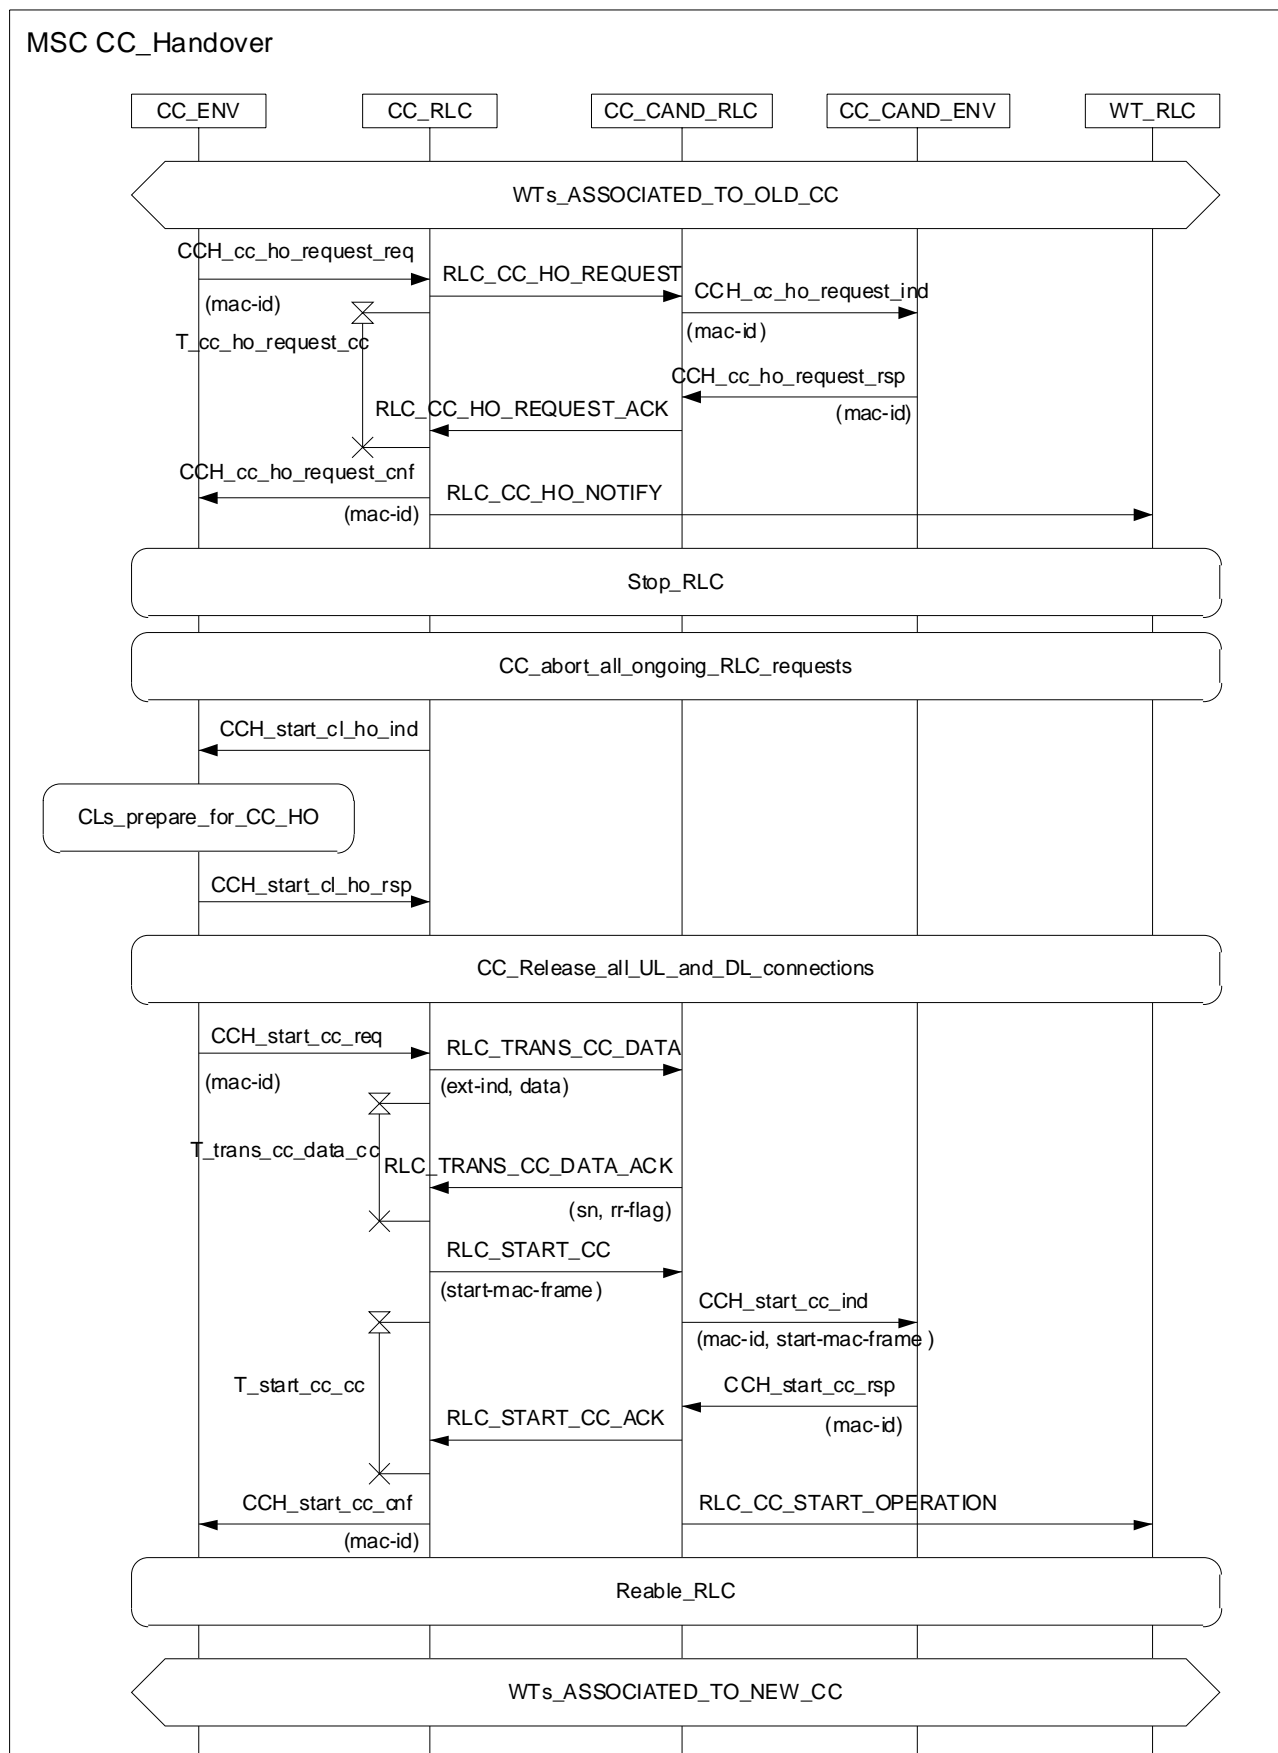 MSC CC_Handover
CC_ENV
CC_RLC
CC_CAND_RLC
CC_CAND_ENV
WT_RLC
WTs_ASSOCIATED_TO_OLD_CC
CCH_cc_ho_request_req
RLC_CC_HO_REQUEST
CCH_cc_ho_request_ind
(mac-id)
(mac-id)
T_cc_ho_request_cc
CCH_cc_ho_request_rsp
RLC_CC_HO_REQUEST_ACK
(mac-id)
CCH_cc_ho_request_cnf
RLC_CC_HO_NOTIFY
(mac-id)
Stop_RLC
CC_abort_all_ongoing_RLC_requests
CCH_start_cl_ho_ind
CLs_prepare_for_CC_HO
CCH_start_cl_ho_rsp
CC_Release_all_UL_and_DL_connections
CCH_start_cc_req
RLC_TRANS_CC_DATA
(mac-id)
(ext-ind, data)
T_trans_cc_data_cc
RLC_TRANS_CC_DATA_ACK
(sn, rr-flag)
RLC_START_CC
(start-mac-frame)
CCH_start_cc_ind
(mac-id, start-mac-frame)
T_start_cc_cc
CCH_start_cc_rsp
RLC_START_CC_ACK
(mac-id)
CCH_start_cc_cnf
RLC_CC_START_OPERATION
(mac-id)
Reable_RLC
WTs_ASSOCIATED_TO_NEW_CC